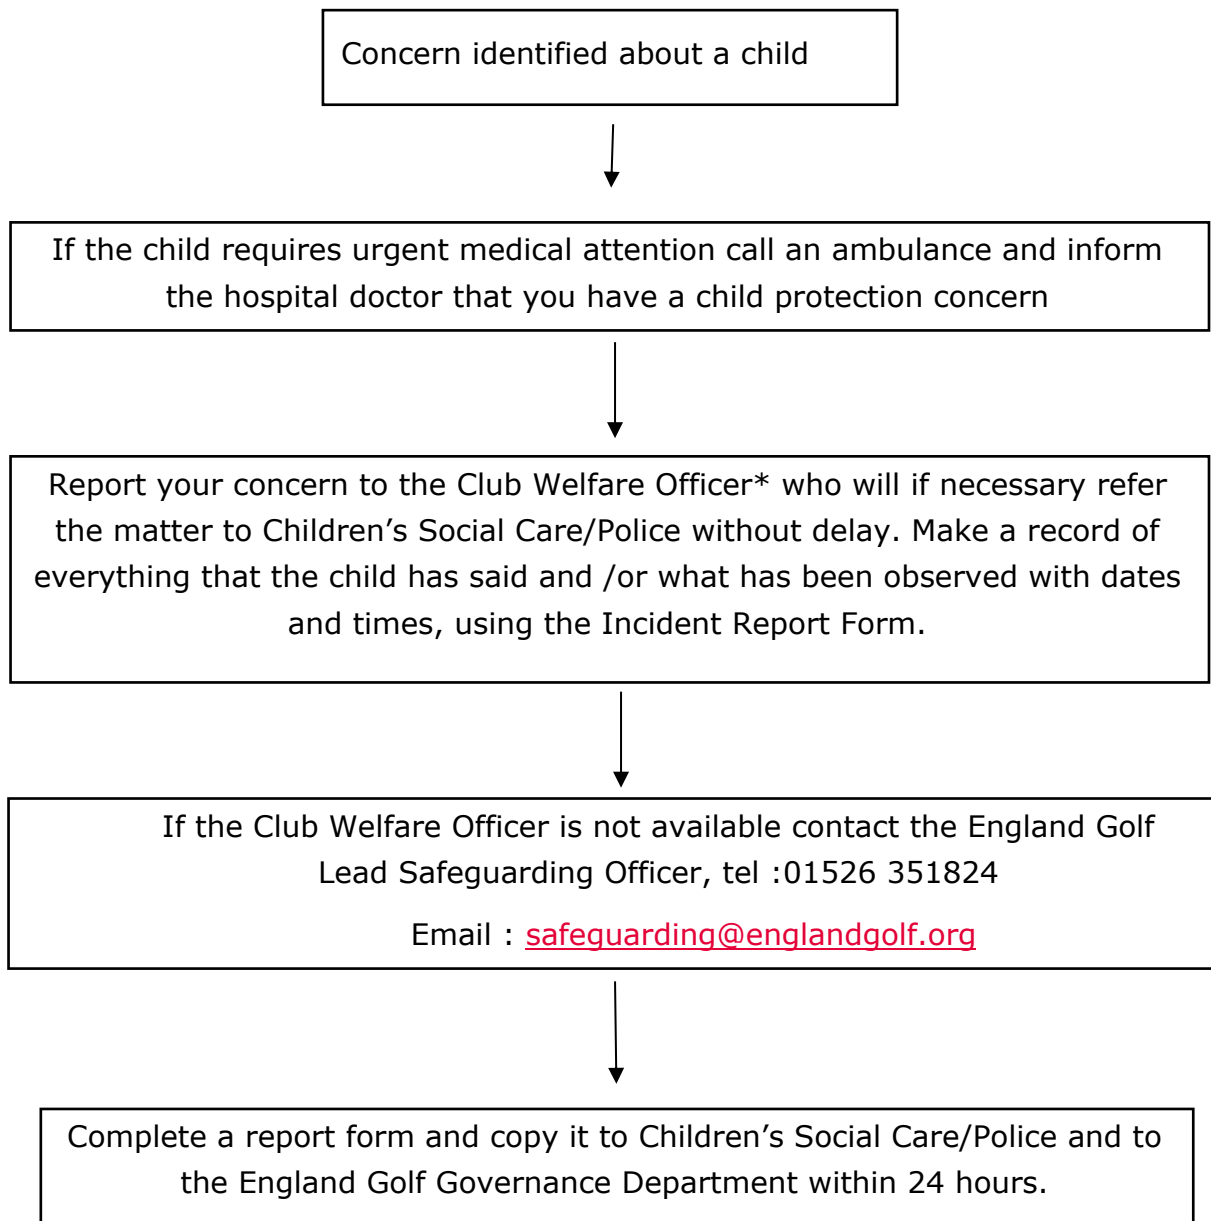 Concern identified about a child
If the child requires urgent medical attention call an ambulance and inform
the hospital doctor that you have a child protection concern
Report your concern to the Club Welfare Officer* who will if necessary refer
the matter to Children’s Social Care/Police without delay. Make a record of
everything that the child has said and /or what has been observed with dates
and times, using the Incident Report Form.
If the Club Welfare Officer is not available contact the England Golf
Lead Safeguarding Officer, tel :01526 351824
Email : safeguarding@englandgolf.org
Complete a report form and copy it to Children’s Social Care/Police and to
the England Golf Governance Department within 24 hours.